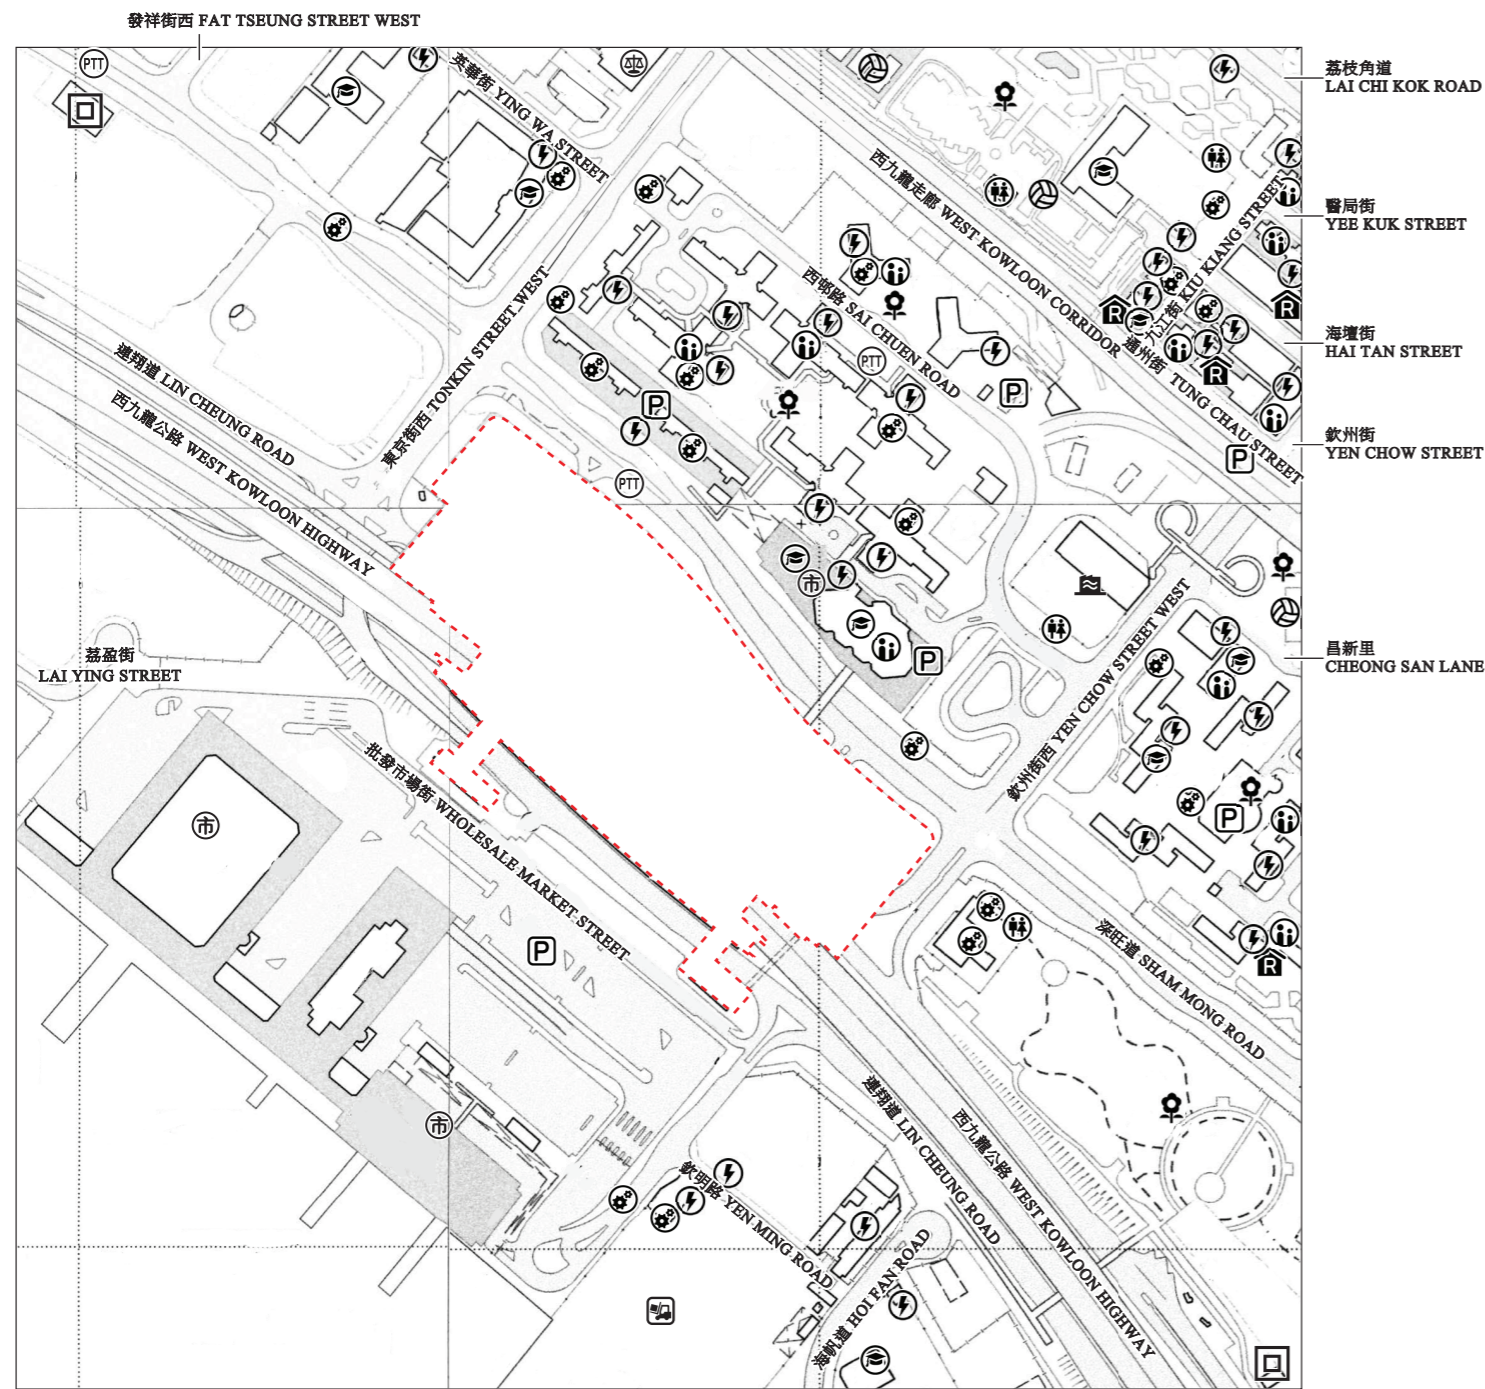 發祥街西 FAT TSEUNG STREET WEST
荔枝角道
LAI CHI KOK ROAD
PTT
英華街 YING WA STREET
西九龍走廊 WEST KOWLOON CORRIDOR
九江街 KIU KIANG STREET
醫局街
YEE KUK STREET
西邨路 SAI CHUEN ROAD
R
R
海壇街
HAI TAN STREET
東京街西 TONKIN STREET WEST
連翔道 LIN CHEUNG ROAD
西九龍公路 WEST KOWLOON HIGHWAY
通州街 TUNG CHAU STREET
PTT
R
P
P
欽州街
YEN CHOW STREET
P
PTT
市
荔盈街
LAI YING STREET
P
昌新里
CHEONG SAN LANE
欽州街西 YEN CHOW STREET WEST
批發市場街 WHOLESALE MARKET STREET
市
P
P
深旺道 SHAM MONG ROAD
R
市
連翔道 LIN CHEUNG ROAD
西九龍公路 WEST KOWLOON HIGHWAY
欽明路 YEN MING ROAD
海帆道 HOI FAN ROAD